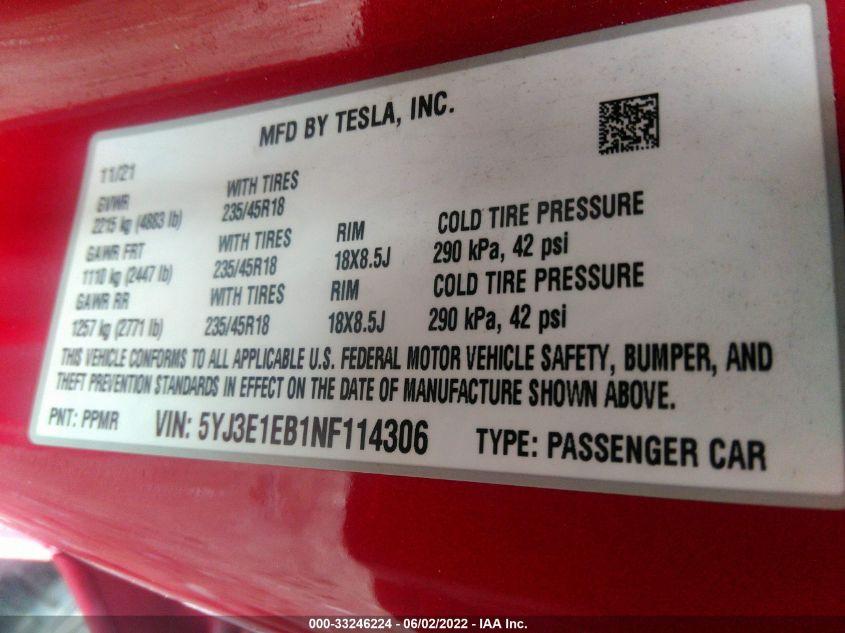 MFD BY TESLA, INC.
11/21
GVWR
2215 kg (4883 lb)
WITH TIRES
235/45R18
GAWR FRT
1110 kg (2447 lb)
WITH TIRES
235/45R18
RIM
18X8.5J
COLD TIRE PRESSURE
290 kPa, 42 psi
GAWR RR
1257 kg (2771 lb)
WITH TIRES
235/45R18
RIM
18X8.5J
COLD TIRE PRESSURE
290 kPa, 42 psi
THIS VEHICLE CONFORMS TO ALL APPLICABLE U.S. FEDERAL MOTOR VEHICLE SAFETY, BUMPER, AND
THEFT PREVENTION STANDARDS IN EFFECT ON THE DATE OF MANUFACTURE SHOWN ABOVE.
PNT: PPMR VIN: 5YJ3E1EB1NF114306 TYPE: PASSENGER CAR
000-33246224 - 06/02/2022 - IAA Inc.